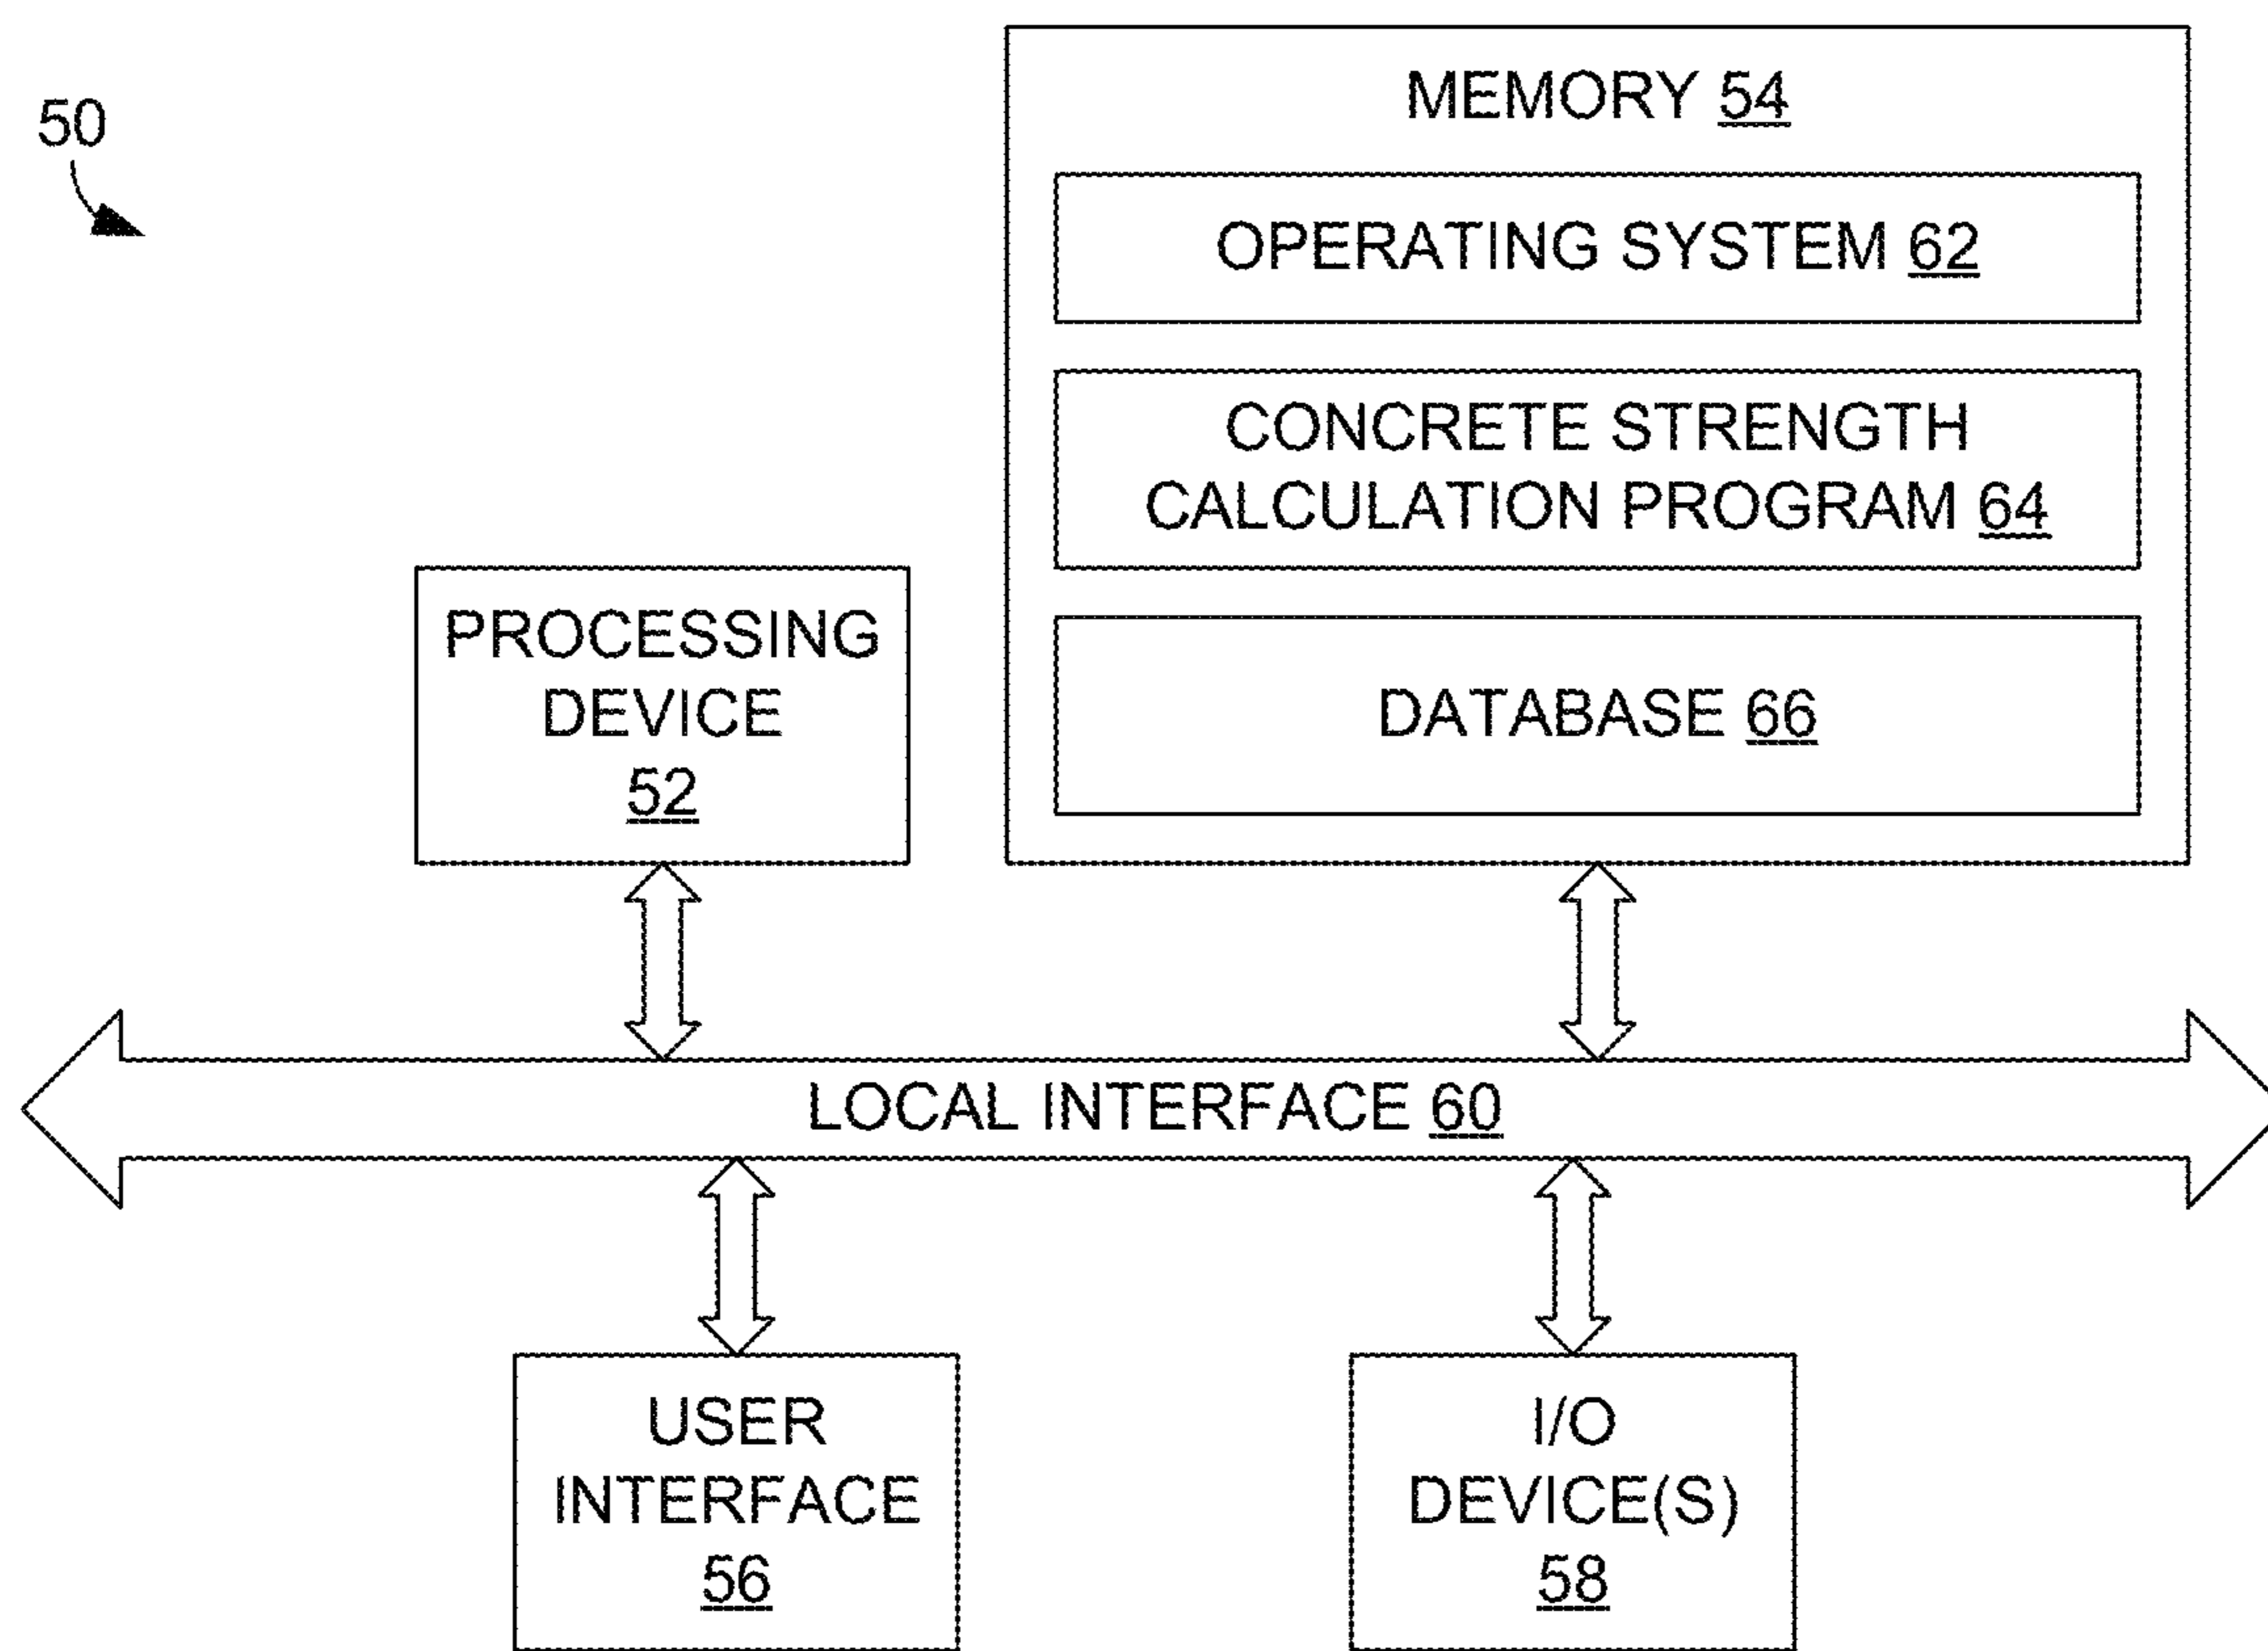 50
MEMORY 54
OPERATING SYSTEM 62
CONCRETE STRENGTH
CALCULATION PROGRAM 64
DATABASE 66
PROCESSING
DEVICE
52
LOCAL INTERFACE 60
USER
INTERFACE
56
I/O
DEVICE(S)
58